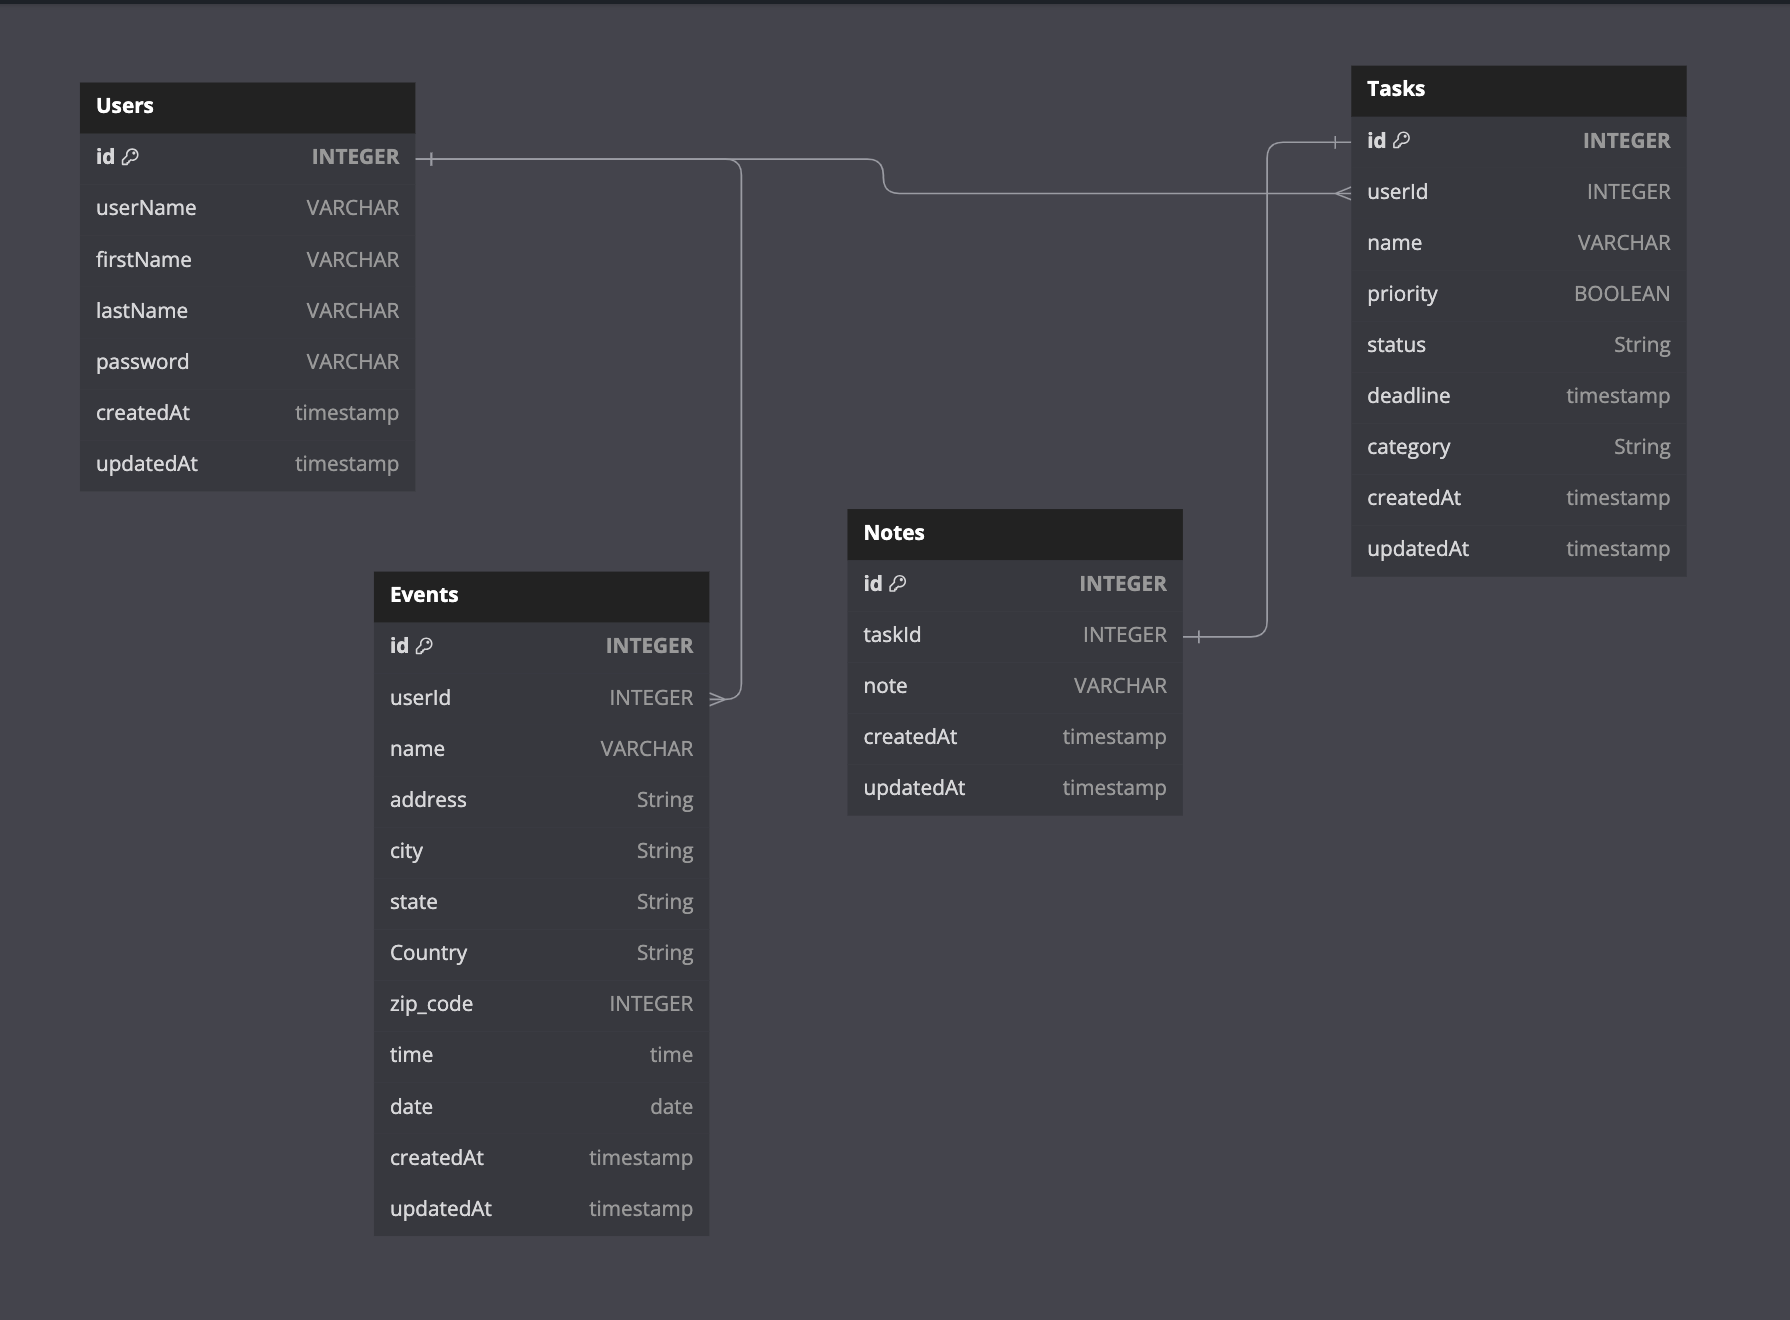 Users
id INTEGER
userName VARCHAR
firstName VARCHAR
lastName VARCHAR
password VARCHAR
createdAt timestamp
updatedAt timestamp
Tasks
id INTEGER
userId INTEGER
name VARCHAR
priority BOOLEAN
status String
deadline timestamp
category String
createdAt timestamp
updatedAt timestamp
Notes
id INTEGER
taskId INTEGER
note VARCHAR
createdAt timestamp
updatedAt timestamp
Events
id INTEGER
userId INTEGER
name VARCHAR
address String
city String
state String
Country String
zip_code INTEGER
time time
date date
createdAt timestamp
updatedAt timestamp